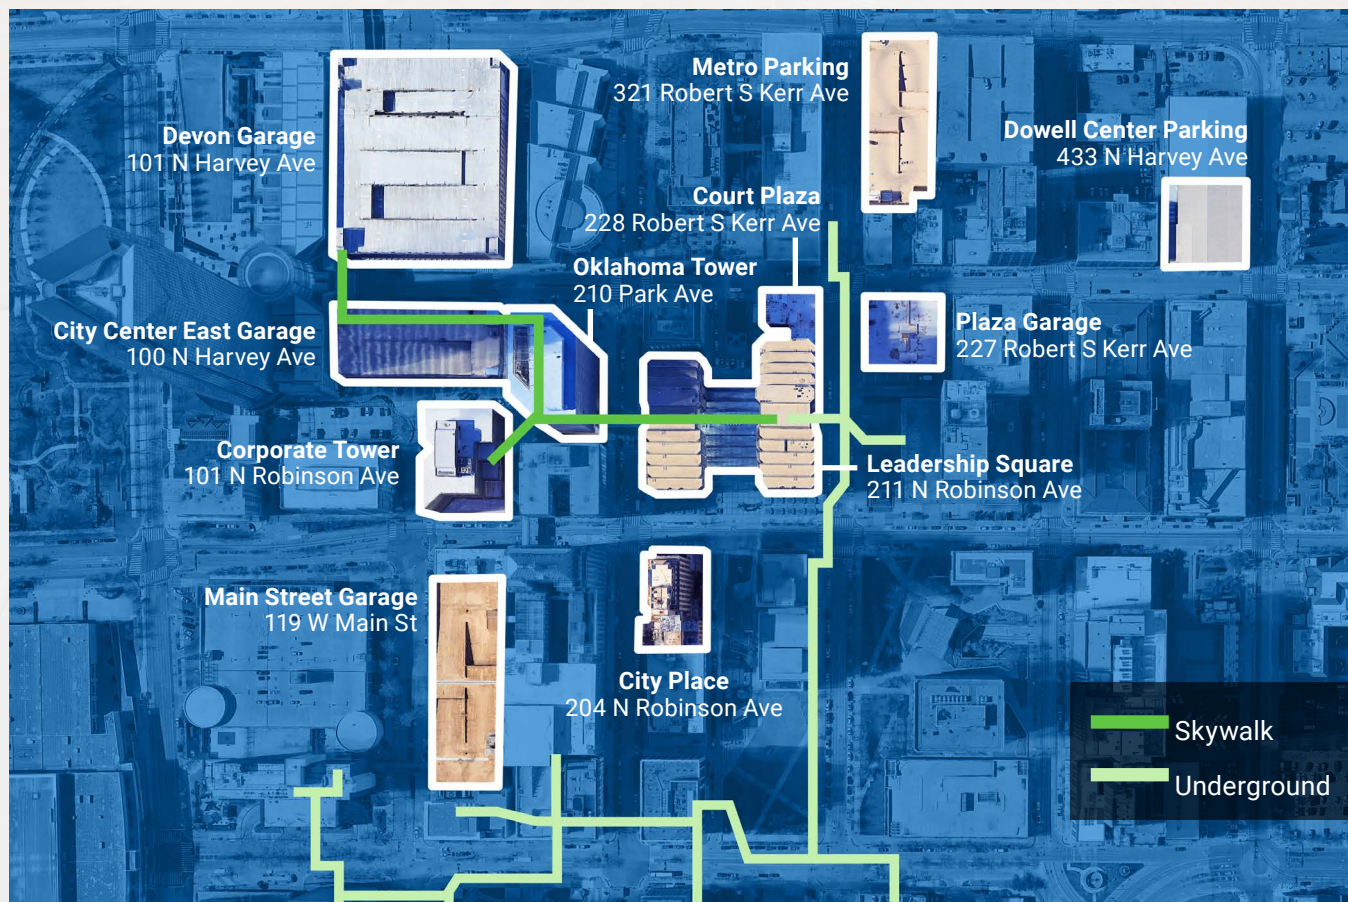 Metro Parking
321 Robert S Kerr Ave
Devon Garage
101 N Harvey Ave
Dowell Center Parking
433 N Harvey Ave
Court Plaza
228 Robert S Kerr Ave
Oklahoma Tower
210 Park Ave
City Center East Garage
100 N Harvey Ave
Plaza Garage
227 Robert S Kerr Ave
Corporate Tower
101 N Robinson Ave
Leadership Square
211 N Robinson Ave
Main Street Garage
119 W Main St
City Place
204 N Robinson Ave
Skywalk
Underground